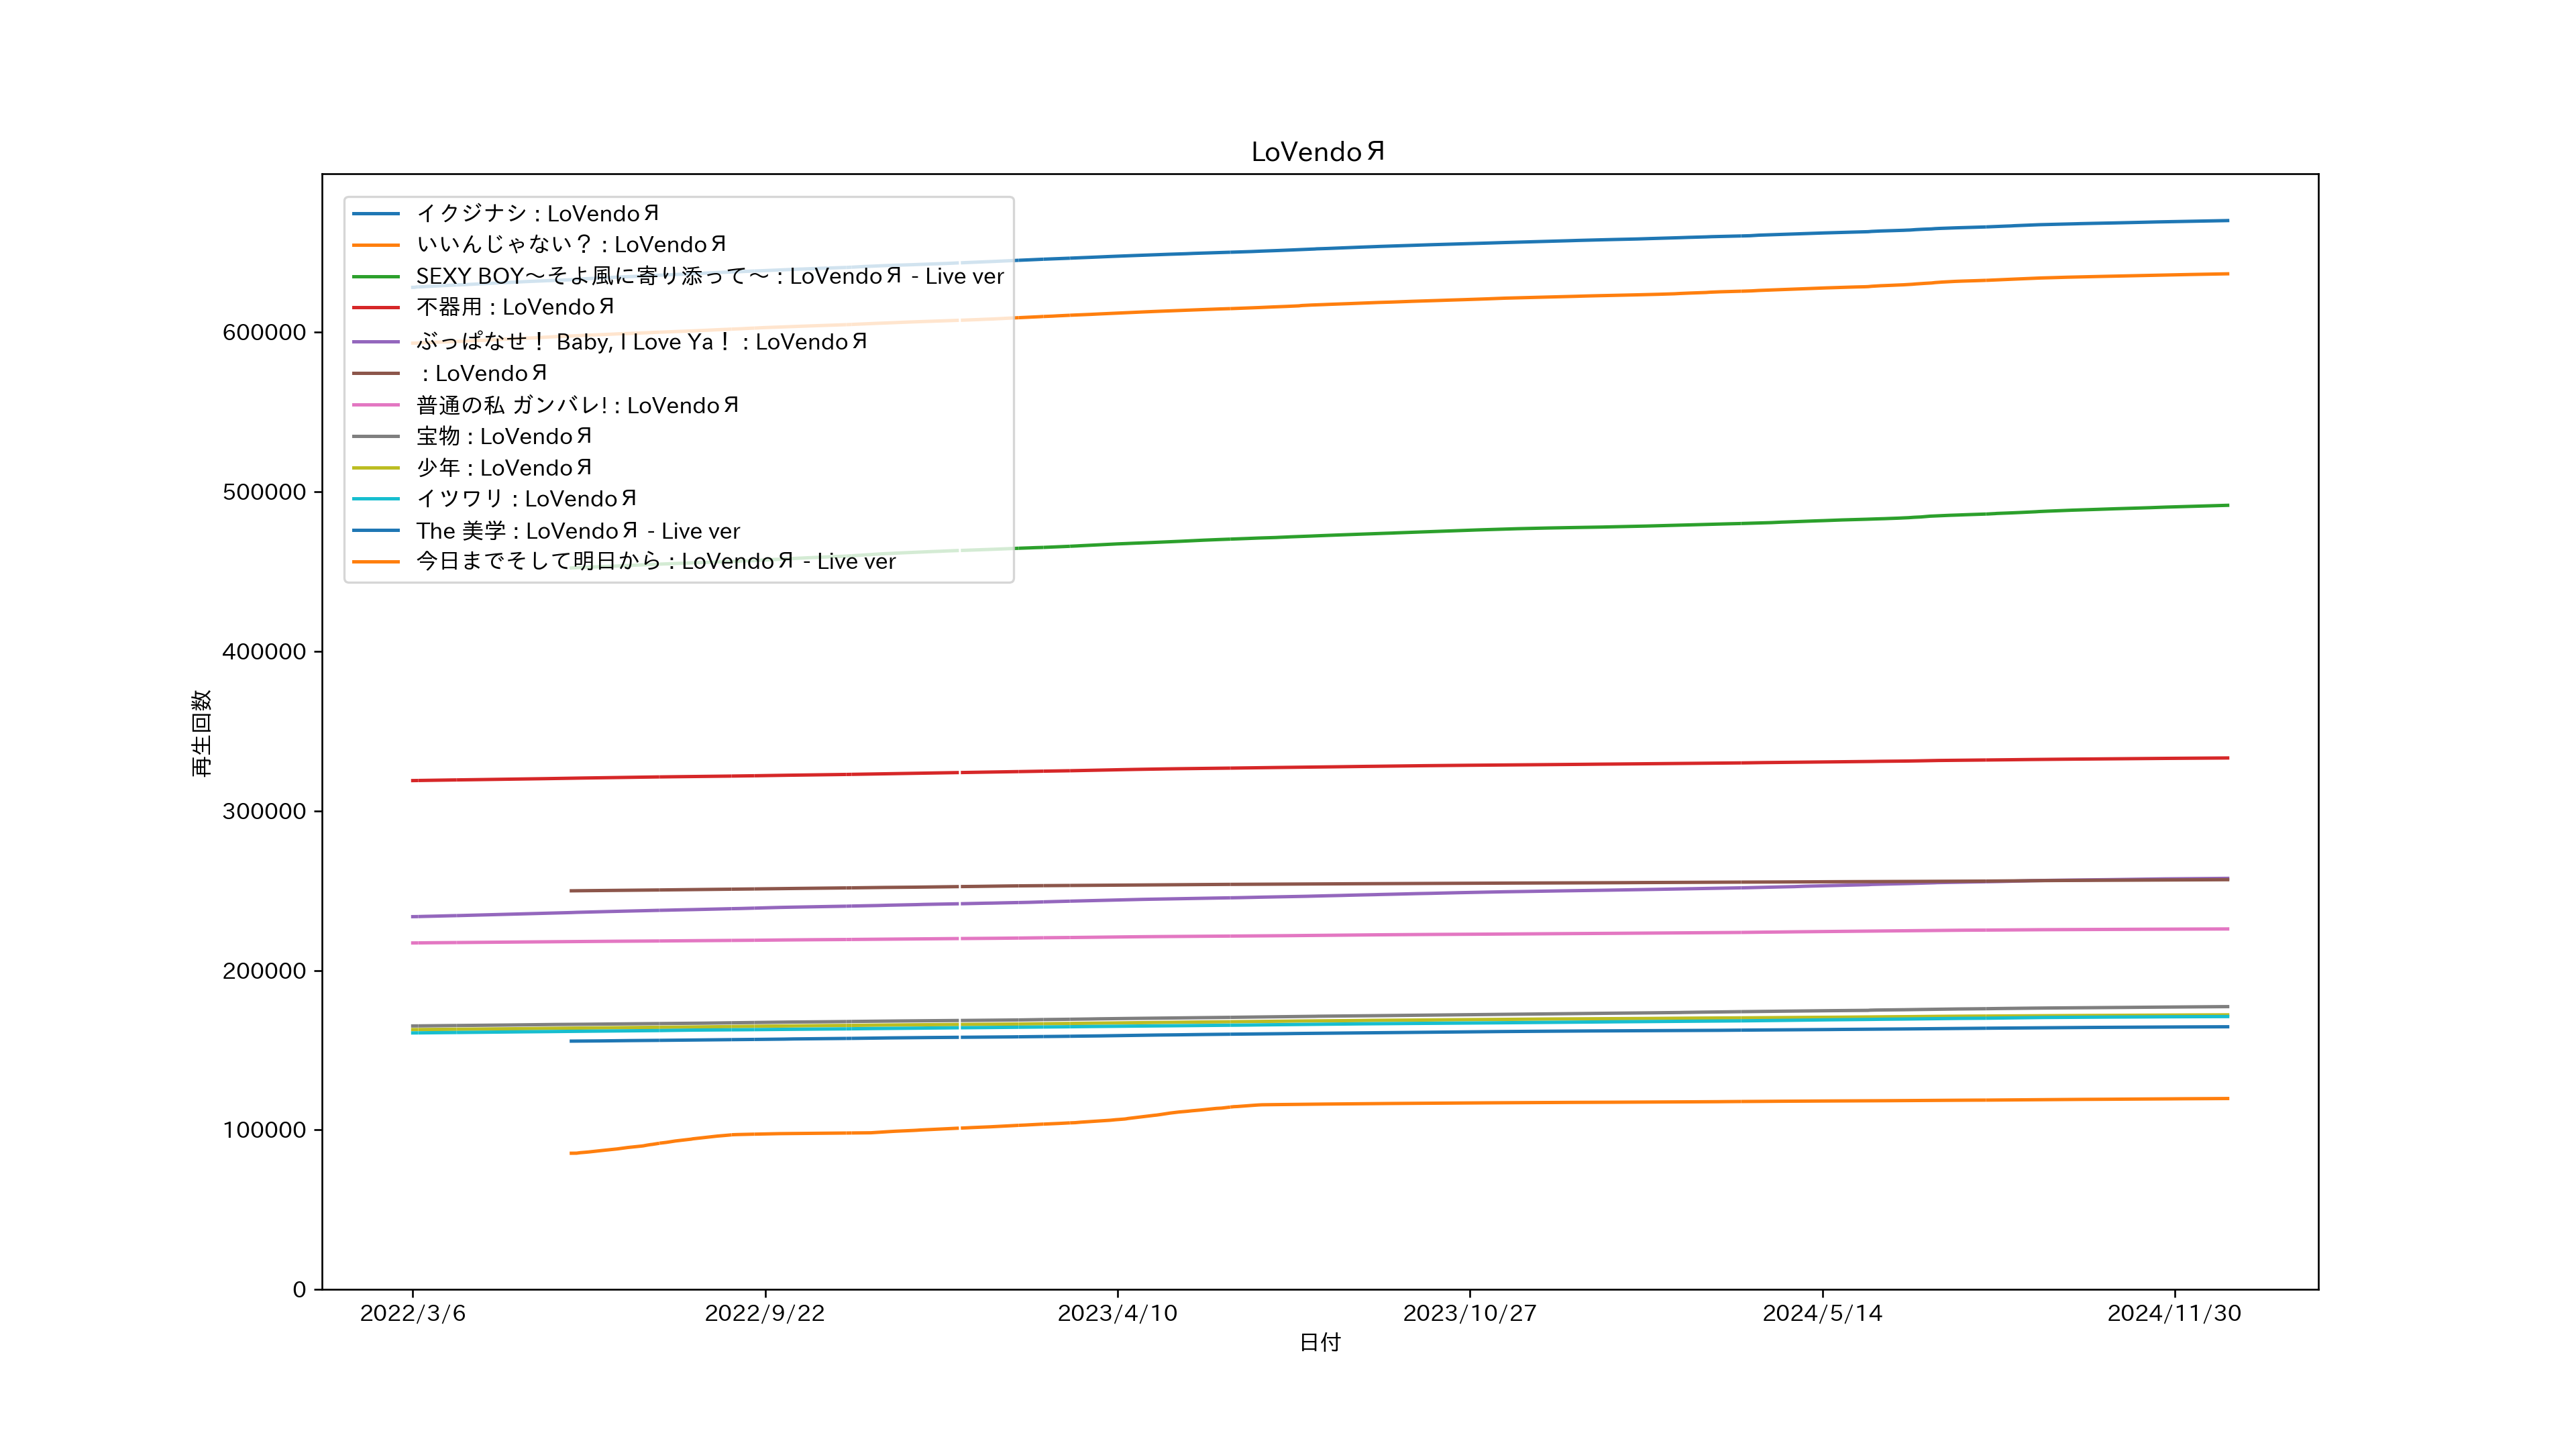 LoVendoЯ
イクジナシ : LoVendoЯ
いいんじゃない？ : LoVendoЯ
SEXY BOY～そよ風に寄り添って～ : LoVendoЯ - Live ver
不器用 : LoVendoЯ
ぶっぱなせ！ Baby, I Love Ya！ : LoVendoЯ
: LoVendoЯ
普通の私 ガンバレ! : LoVendoЯ
宝物 : LoVendoЯ
少年 : LoVendoЯ
イツワリ : LoVendoЯ
The 美学 : LoVendoЯ - Live ver
今日までそして明日から : LoVendoЯ - Live ver
600000
500000
400000
300000
200000
100000
0
再生回数
2022/3/6
2022/9/22
2023/4/10
2023/10/27
2024/5/14
2024/11/30
日付